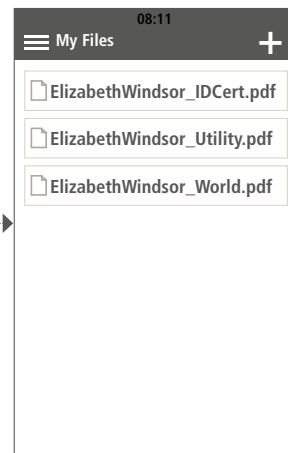 08:11
My Files
ElizabethWindsor_IDCert.pdf
ElizabethWindsor_Utility.pdf
ElizabethWindsor_World.pdf